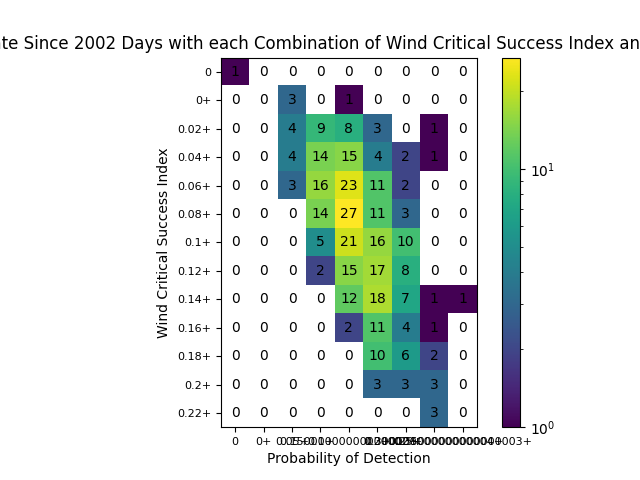 te Since 2002 Days with each Combination of Wind Critical Success Index an
0 1 0 0 0 0 0 0 0 0
0+ 0 0 3 0 1 0 0 0 0
0.02+ 0 0 4 9 8 3 0 1 0
0.04+ 0 0 4 14 15 4 2 1 0
0.06+ 0 0 3 16 23 11 2 0 0
0.08+ 0 0 0 14 27 11 3 0 0
0.1+ 0 0 0 5 21 16 10 0 0
0.12+ 0 0 0 2 15 17 8 0 0
0.14+ 0 0 0 0 12 18 7 1 1
0.16+ 0 0 0 0 2 11 4 1 0
0.18+ 0 0 0 0 0 10 6 2 0
0.2+ 0 0 0 0 0 3 3 3 0
0.22+ 0 0 0 0 0 0 0 3 0
0 0+
Probability of Detection
Wind Critical Success Index
10¹
10⁰